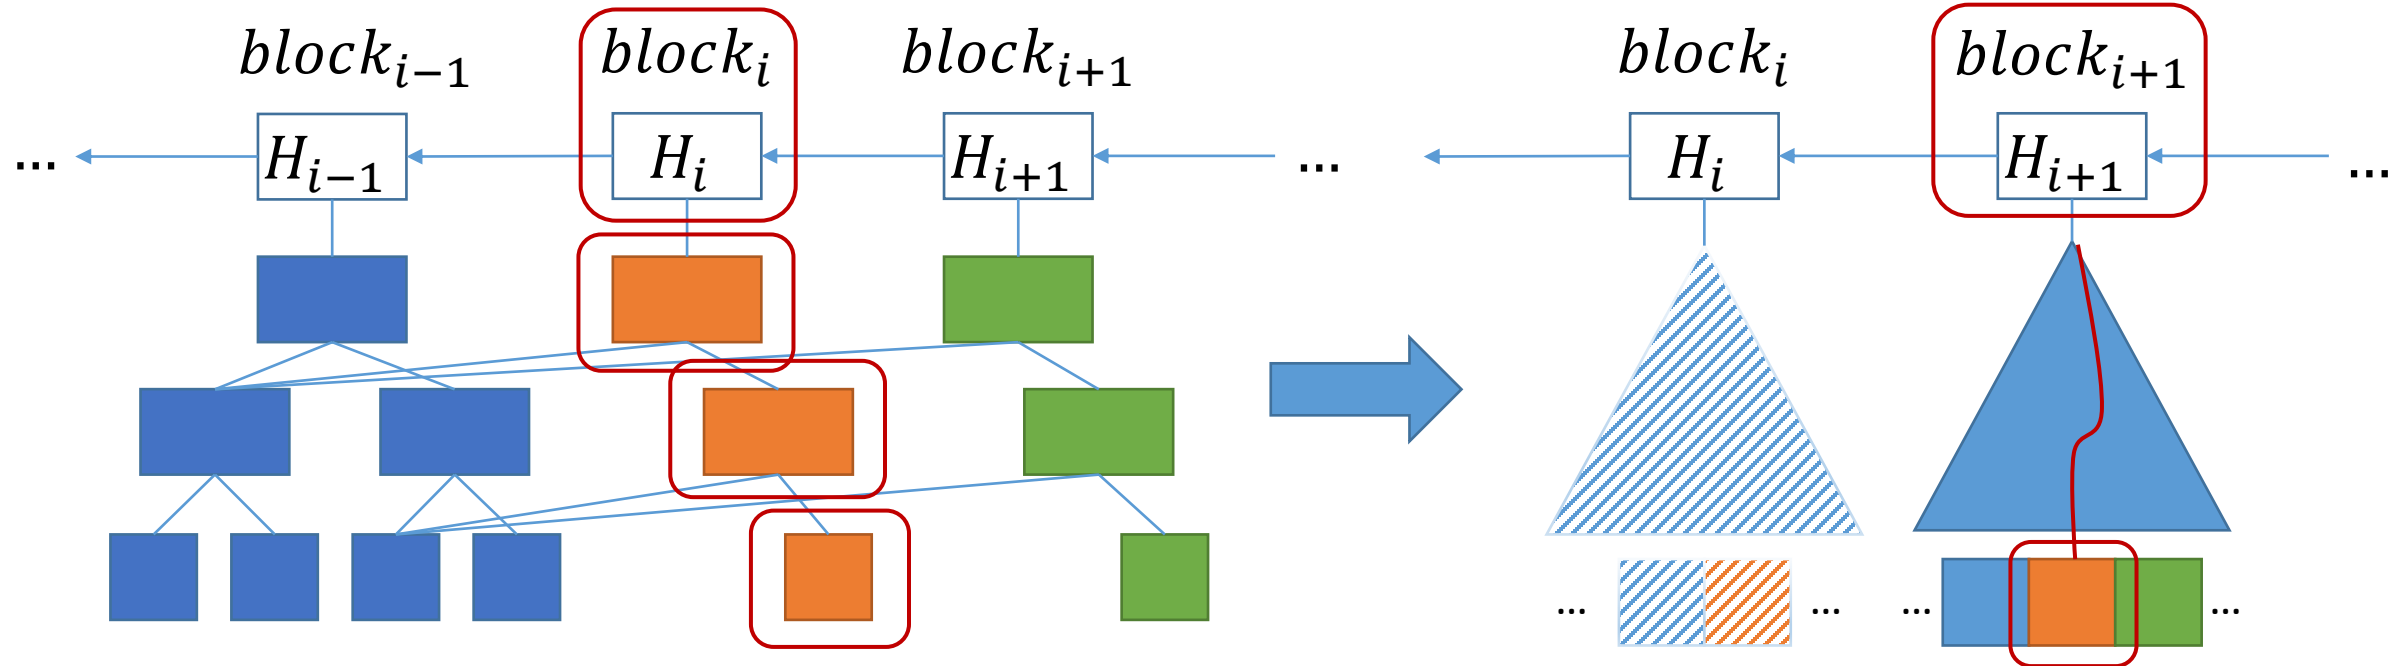 block_{i−1} block_i block_{i+1} block_i block_{i+1}
... H_{i−1} H_i H_{i+1} ... H_i H_{i+1} ...
... ... ... ...